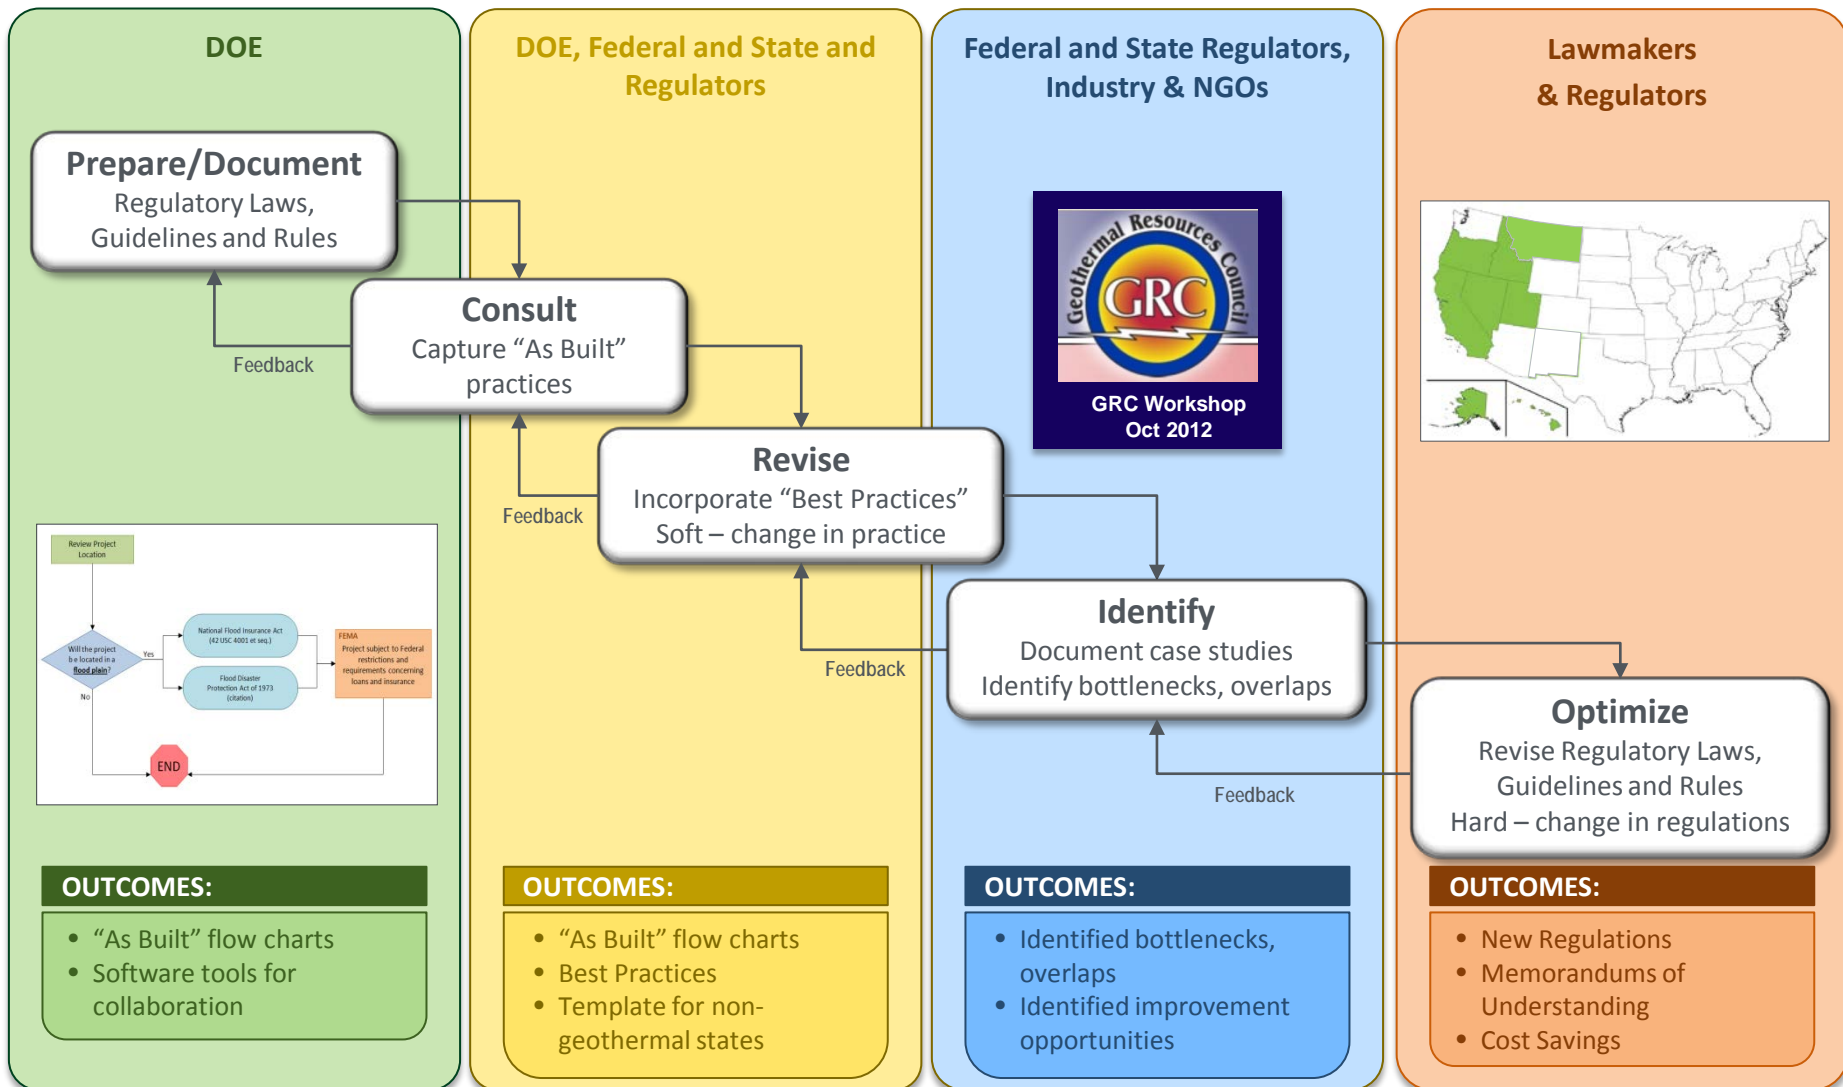 DOE
Prepare/Document
Regulatory Laws,
Guidelines and Rules
Feedback
Review Project
Location
Will the project
be located in a
flood plain?
Yes
No
National Flood Insurance Act
(42 USC 4001 et seq.)
Flood Disaster
Protection Act of 1973
(citation)
FEMA
Project subject to Federal
restrictions and
requirements concerning
loans and insurance
END
OUTCOMES:
• “As Built” flow charts
• Software tools for
collaboration
DOE, Federal and State and
Regulators
Consult
Capture “As Built”
practices
Feedback
Revise
Incorporate “Best Practices”
Soft – change in practice
Feedback
OUTCOMES:
• “As Built” flow charts
• Best Practices
• Template for non-
geothermal states
Federal and State Regulators,
Industry & NGOs
Geothermal Resources Council
GRC
GRC Workshop
Oct 2012
Identify
Document case studies
Identify bottlenecks, overlaps
Feedback
OUTCOMES:
• Identified bottlenecks,
overlaps
• Identified improvement
opportunities
Lawmakers
& Regulators
Optimize
Revise Regulatory Laws,
Guidelines and Rules
Hard – change in regulations
OUTCOMES:
• New Regulations
• Memorandums of
Understanding
• Cost Savings